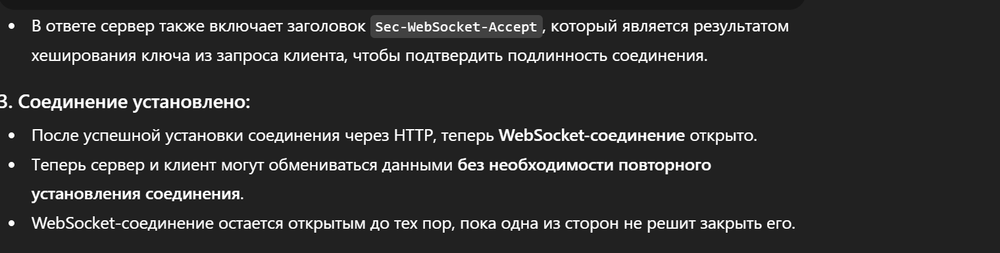 В ответе сервер также включает заголовок Sec-WebSocket-Accept, который является результатом
хеширования ключа из запроса клиента, чтобы подтвердить подлинность соединения.
3. Соединение установлено:
После успешной установки соединения через HTTP, теперь WebSocket-соединение открыто.
Теперь сервер и клиент могут обмениваться данными без необходимости повторного
установления соединения.
WebSocket-соединение остается открытым до тех пор, пока одна из сторон не решит закрыть его.